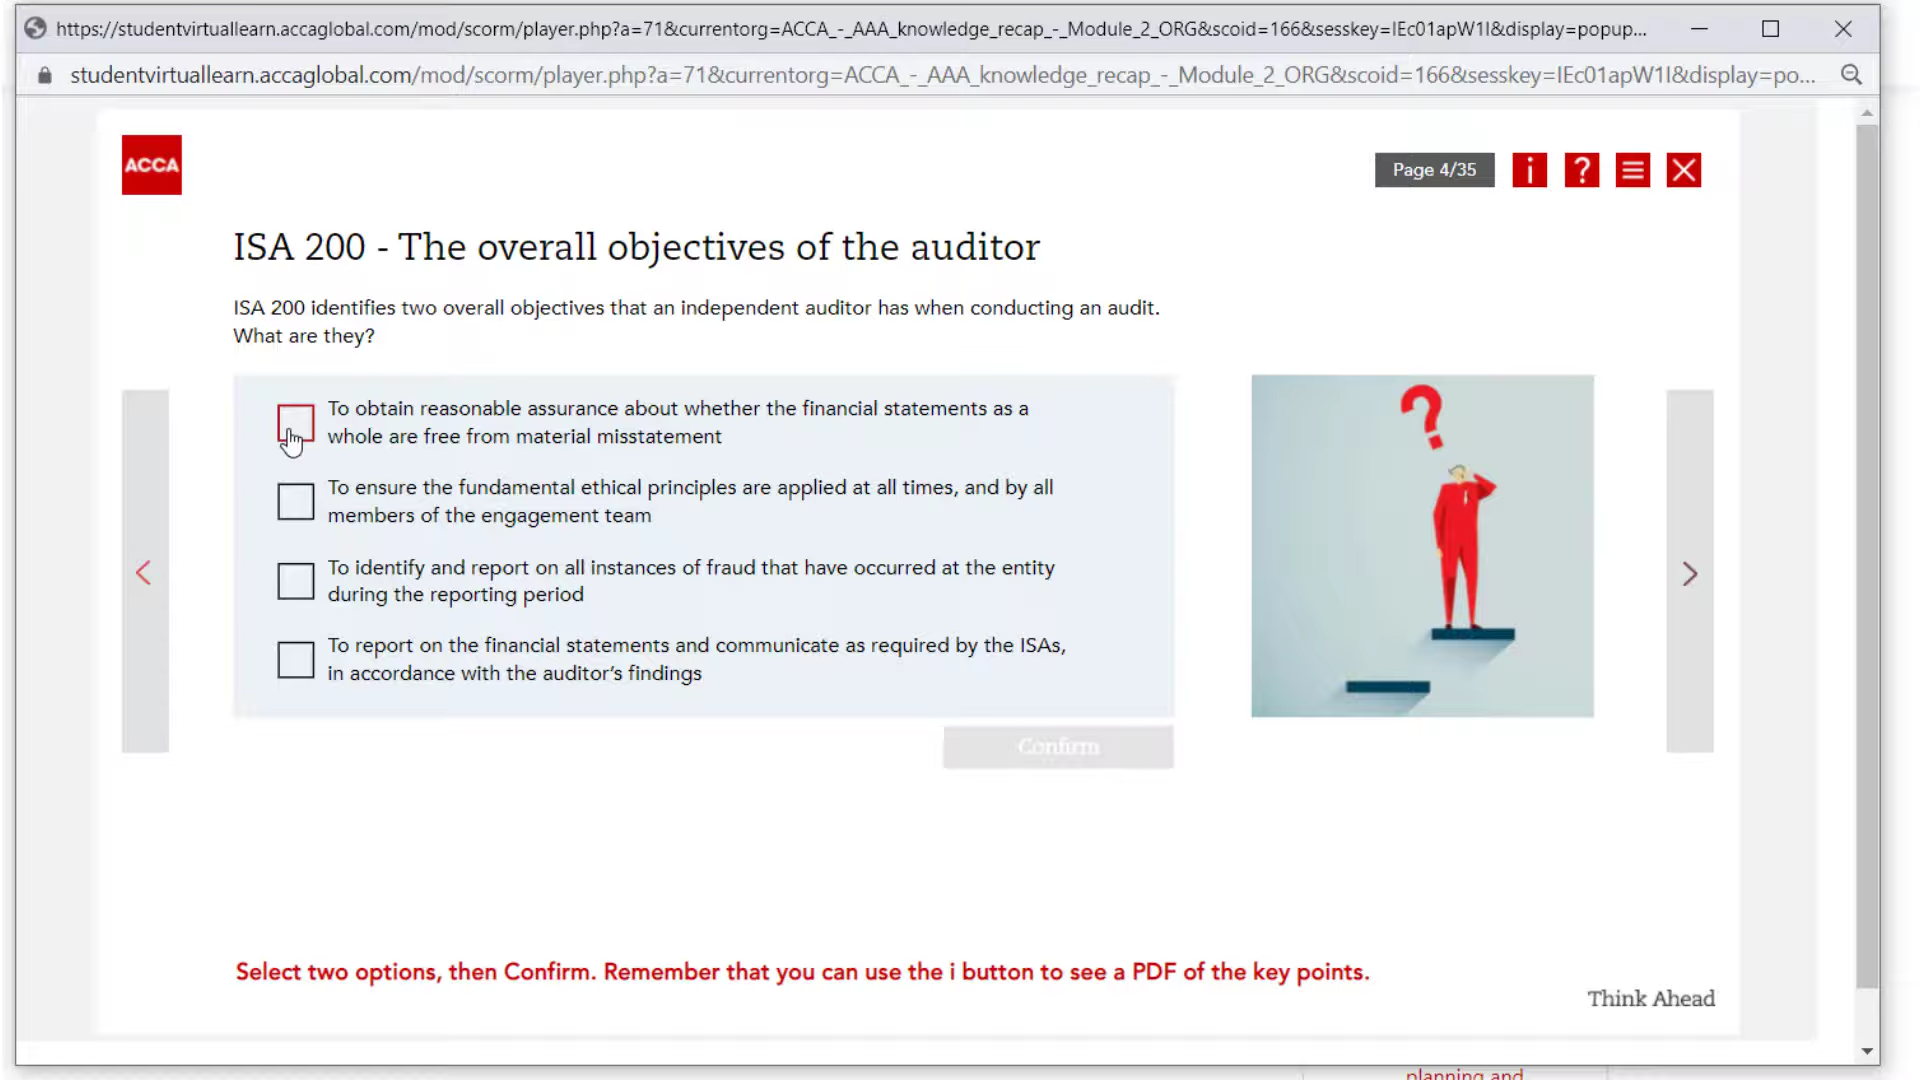 https://studentvirtuallearn.accaglobal.com/mod/scorm/player.php?a=71&currentorg=ACCA_-_AAA_knowledge_recap_-_Module_2_ORG&scoid=166&sesskey=IEc01apW1I&display=popup...
studentvirtuallearn.accaglobal.com/mod/scorm/player.php?a=71&currentorg=ACCA_-_AAA_knowledge_recap_-_Module_2_ORG&scoid=166&sesskey=IEc01apW1I&display=po...
ACCA
Page 4/35
i
?
ISA 200 - The overall objectives of the auditor
ISA 200 identifies two overall objectives that an independent auditor has when conducting an audit.
What are they?
To obtain reasonable assurance about whether the financial statements as a
whole are free from material misstatement
To ensure the fundamental ethical principles are applied at all times, and by all
members of the engagement team
To identify and report on all instances of fraud that have occurred at the entity
during the reporting period
To report on the financial statements and communicate as required by the ISAs,
in accordance with the auditor's findings
?
Confirm
Select two options, then Confirm. Remember that you can use the i button to see a PDF of the key points.
Think Ahead
planning and